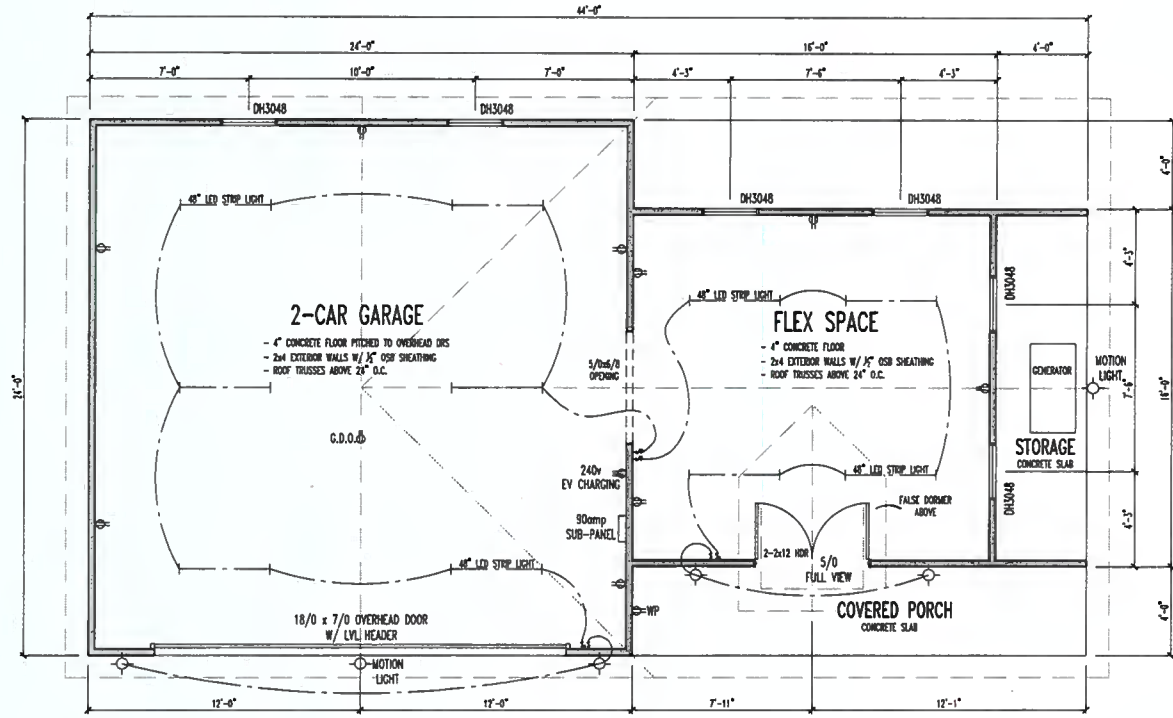 44'-0"
24'-0"
16'-0"
4'-0"
7'-0"
10'-0"
7'-0"
4'-3"
7'-6"
4'-3"
DH3048
DH3048
DH3048
DH3048
4'-0"
24'-0"
48" LED STRIP LIGHT
2-CAR GARAGE
- 4" CONCRETE FLOOR PITCHED TO OVERHEAD DRS
- 2x4 EXTERIOR WALLS W/ ½" OSB SHEATHING
- ROOF TRUSSES ABOVE 24" O.C.
G.D.O.
5/0x6/8
OPENING
240v
EV CHARGING
90amp
SUB-PANEL
48" LED STRIP LIGHT
18/0 x 7/0 OVERHEAD DOOR
W/ LVL HEADER
MOTION
LIGHT
48" LED STRIP LIGHT
FLEX SPACE
- 4" CONCRETE FLOOR
- 2x4 EXTERIOR WALLS W/ ½" OSB SHEATHING
- ROOF TRUSSES ABOVE 24" O.C.
48" LED STRIP LIGHT
FALSE DORMER
ABOVE
2-2x12 HDR
5/0
FULL VIEW
WP
COVERED PORCH
CONCRETE SLAB
DH3048
GENERATOR
MOTION
LIGHT
STORAGE
CONCRETE SLAB
DH3048
4'-3"
7'-6"
16'-0"
4'-3"
4'-0"
12'-0"
12'-0"
7'-11"
12'-1"